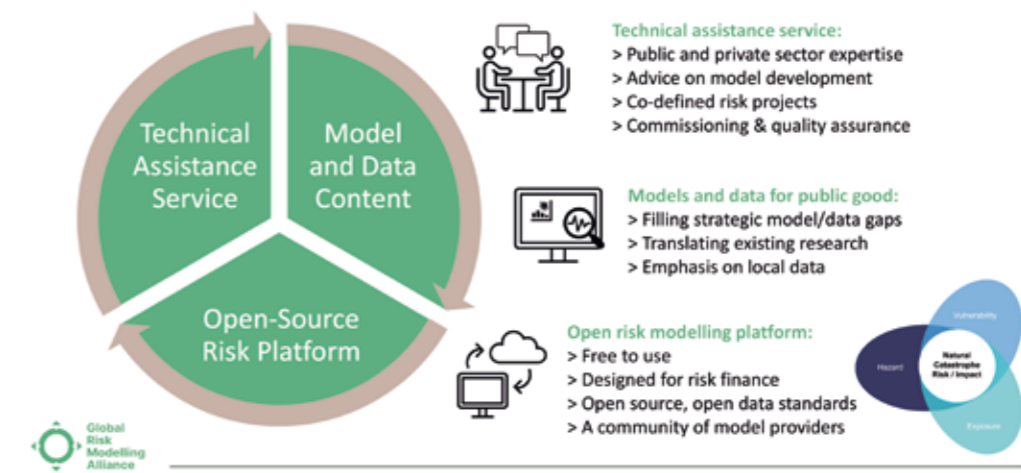 Technical
Assistance
Service
Model
and Data
Content
Open-Source
Risk Platform
Technical assistance service:
> Public and private sector expertise
> Advice on model development
> Co-defined risk projects
> Commissioning & quality assurance
Models and data for public good:
> Filling strategic model/data gaps
> Translating existing research
> Emphasis on local data
Open risk modelling platform:
> Free to use
> Designed for risk finance
> Open source, open data standards
> A community of model providers
Vulnerability
Hazard
Natural
Catastrophe
Risk / Impact
Exposure
Global
Risk
Modelling
Alliance